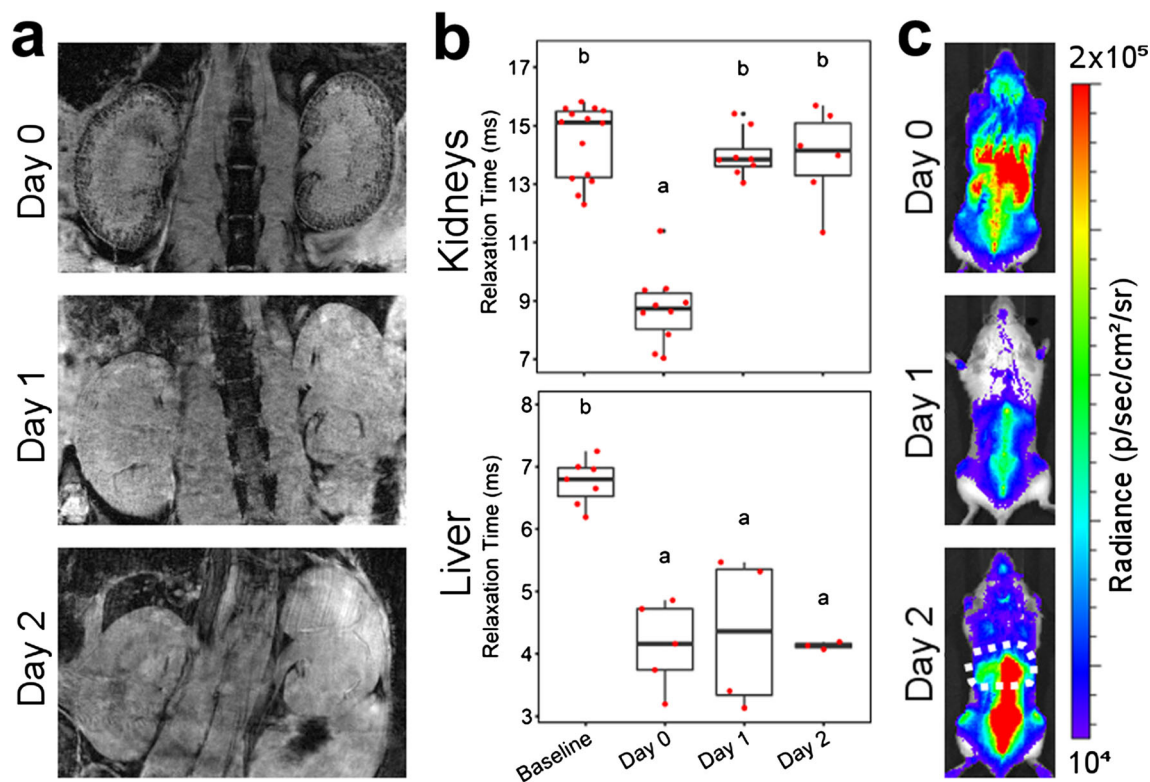 a
Day 0
Day 1
Day 2
b
Kidneys
Relaxation Time (ms)
17
15
13
11
9
7
b
a
b
b
Liver
Relaxation Time (ms)
8
7
6
5
4
3
b
a
a
a
Baseline
Day 0
Day 1
Day 2
c
Day 0
Day 1
Day 2
2x10⁵
Radiance (p/sec/cm²/sr)
10⁴